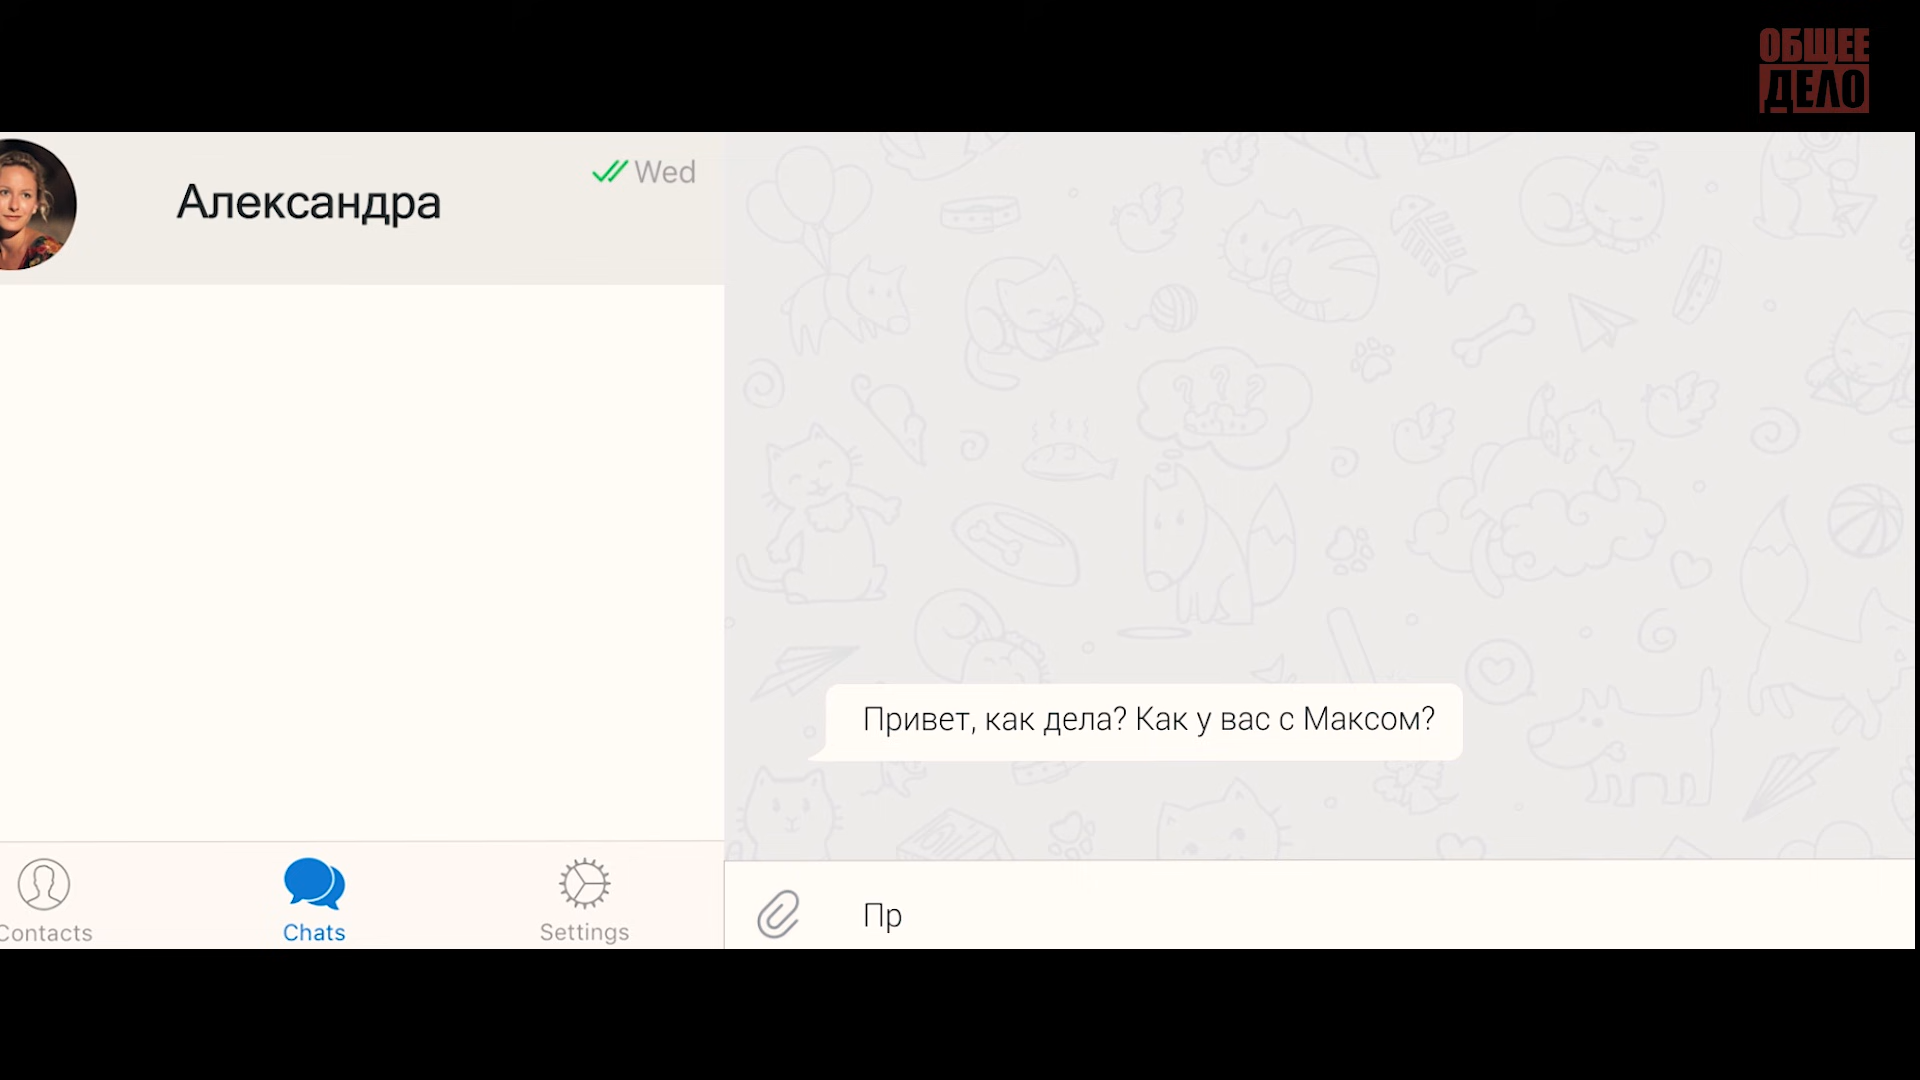 ОБЩЕЕ
ДЕЛО
Александра
Wed
Привет, как дела? Как у вас с Максом?
Пр
Contacts
Chats
Settings